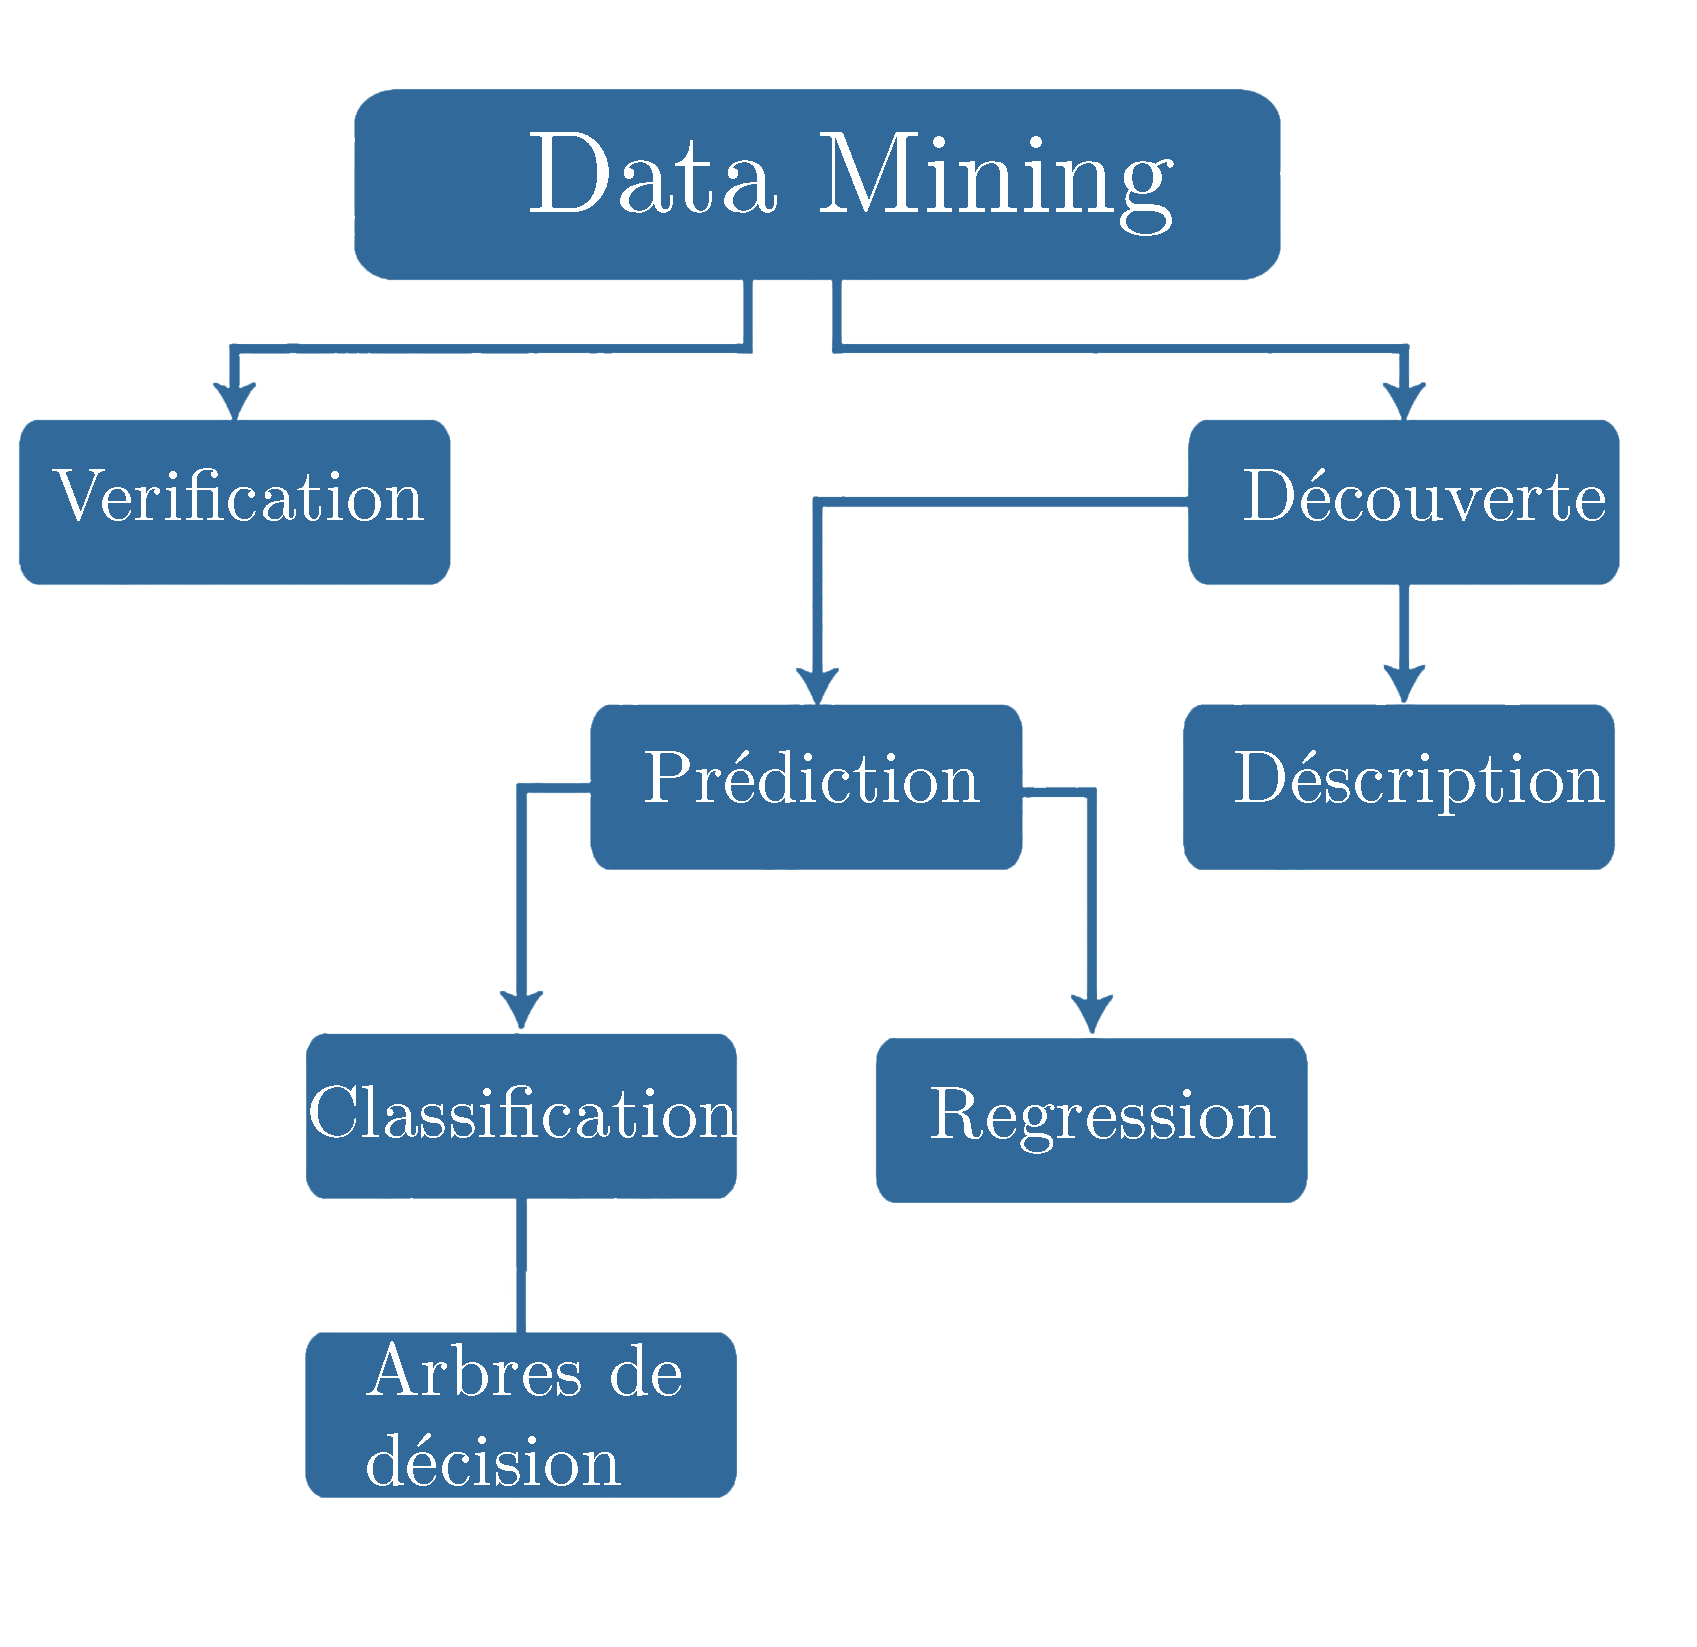 Data Mining
Verification
Découverte
Prédiction
Déscription
Classification
Regression
Arbres de
décision